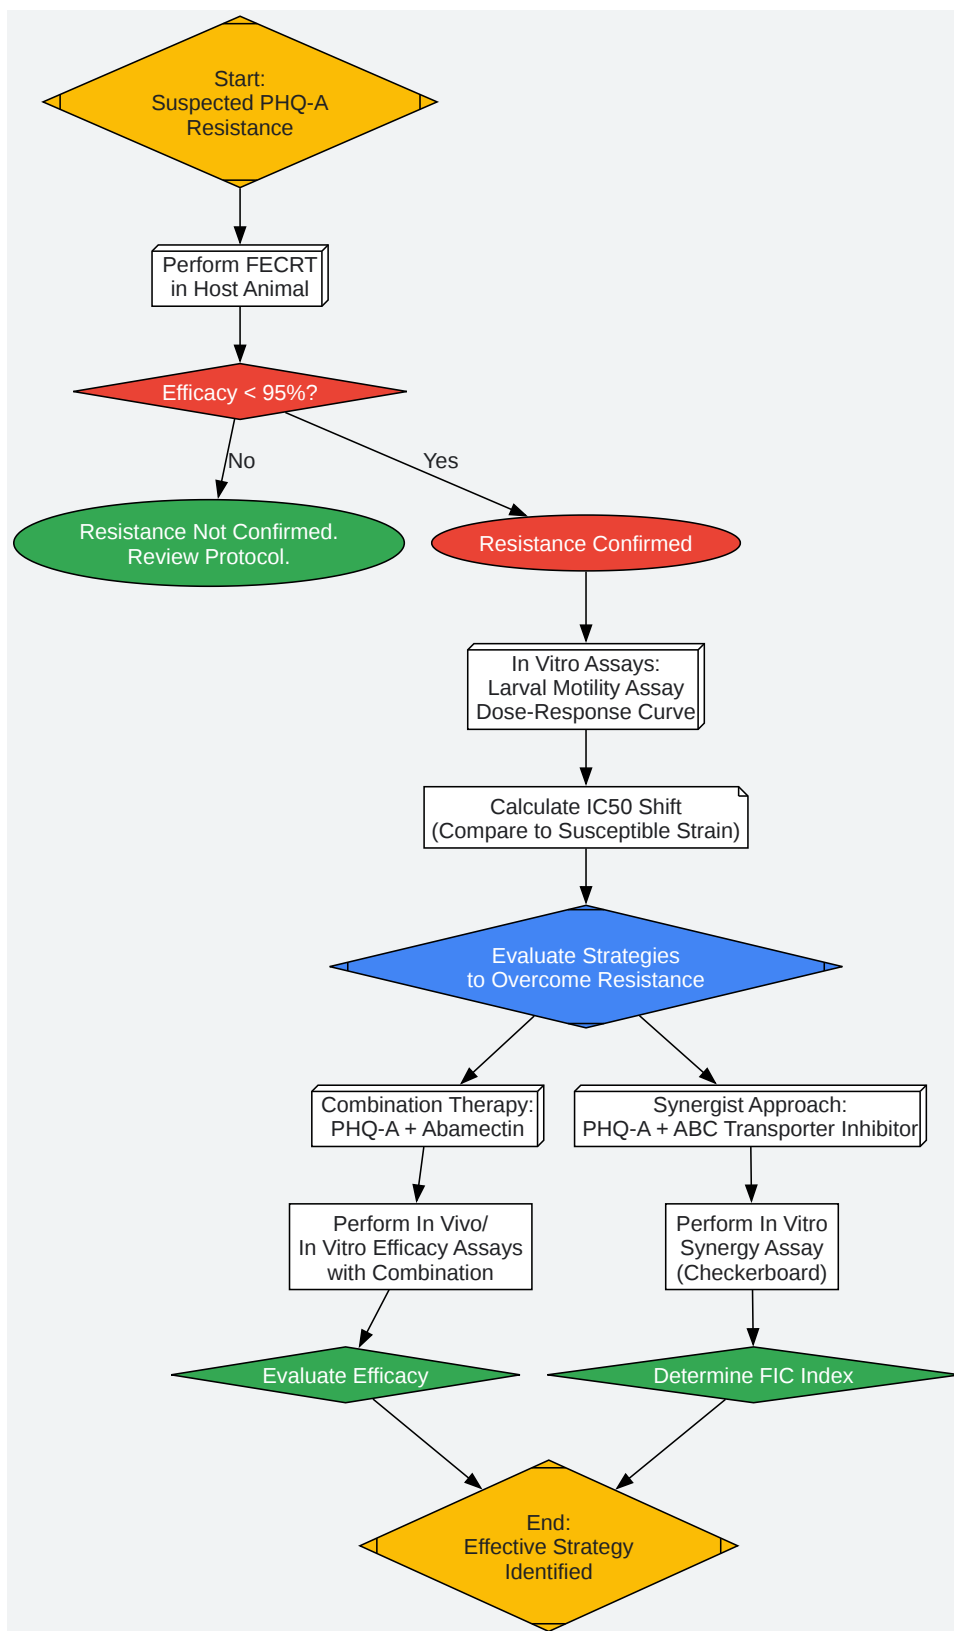 Start:
Suspected PHQ-A
Resistance
Perform FECRT
in Host Animal
Efficacy < 95%?
No
Yes
Resistance Not Confirmed.
Review Protocol.
Resistance Confirmed
In Vitro Assays:
Larval Motility Assay
Dose-Response Curve
Calculate IC50 Shift
(Compare to Susceptible Strain)
Evaluate Strategies
to Overcome Resistance
Combination Therapy:
PHQ-A + Abamectin
Synergist Approach:
PHQ-A + ABC Transporter Inhibitor
Perform In Vivo/
In Vitro Efficacy Assays
with Combination
Perform In Vitro
Synergy Assay
(Checkerboard)
Evaluate Efficacy
Determine FIC Index
End:
Effective Strategy
Identified